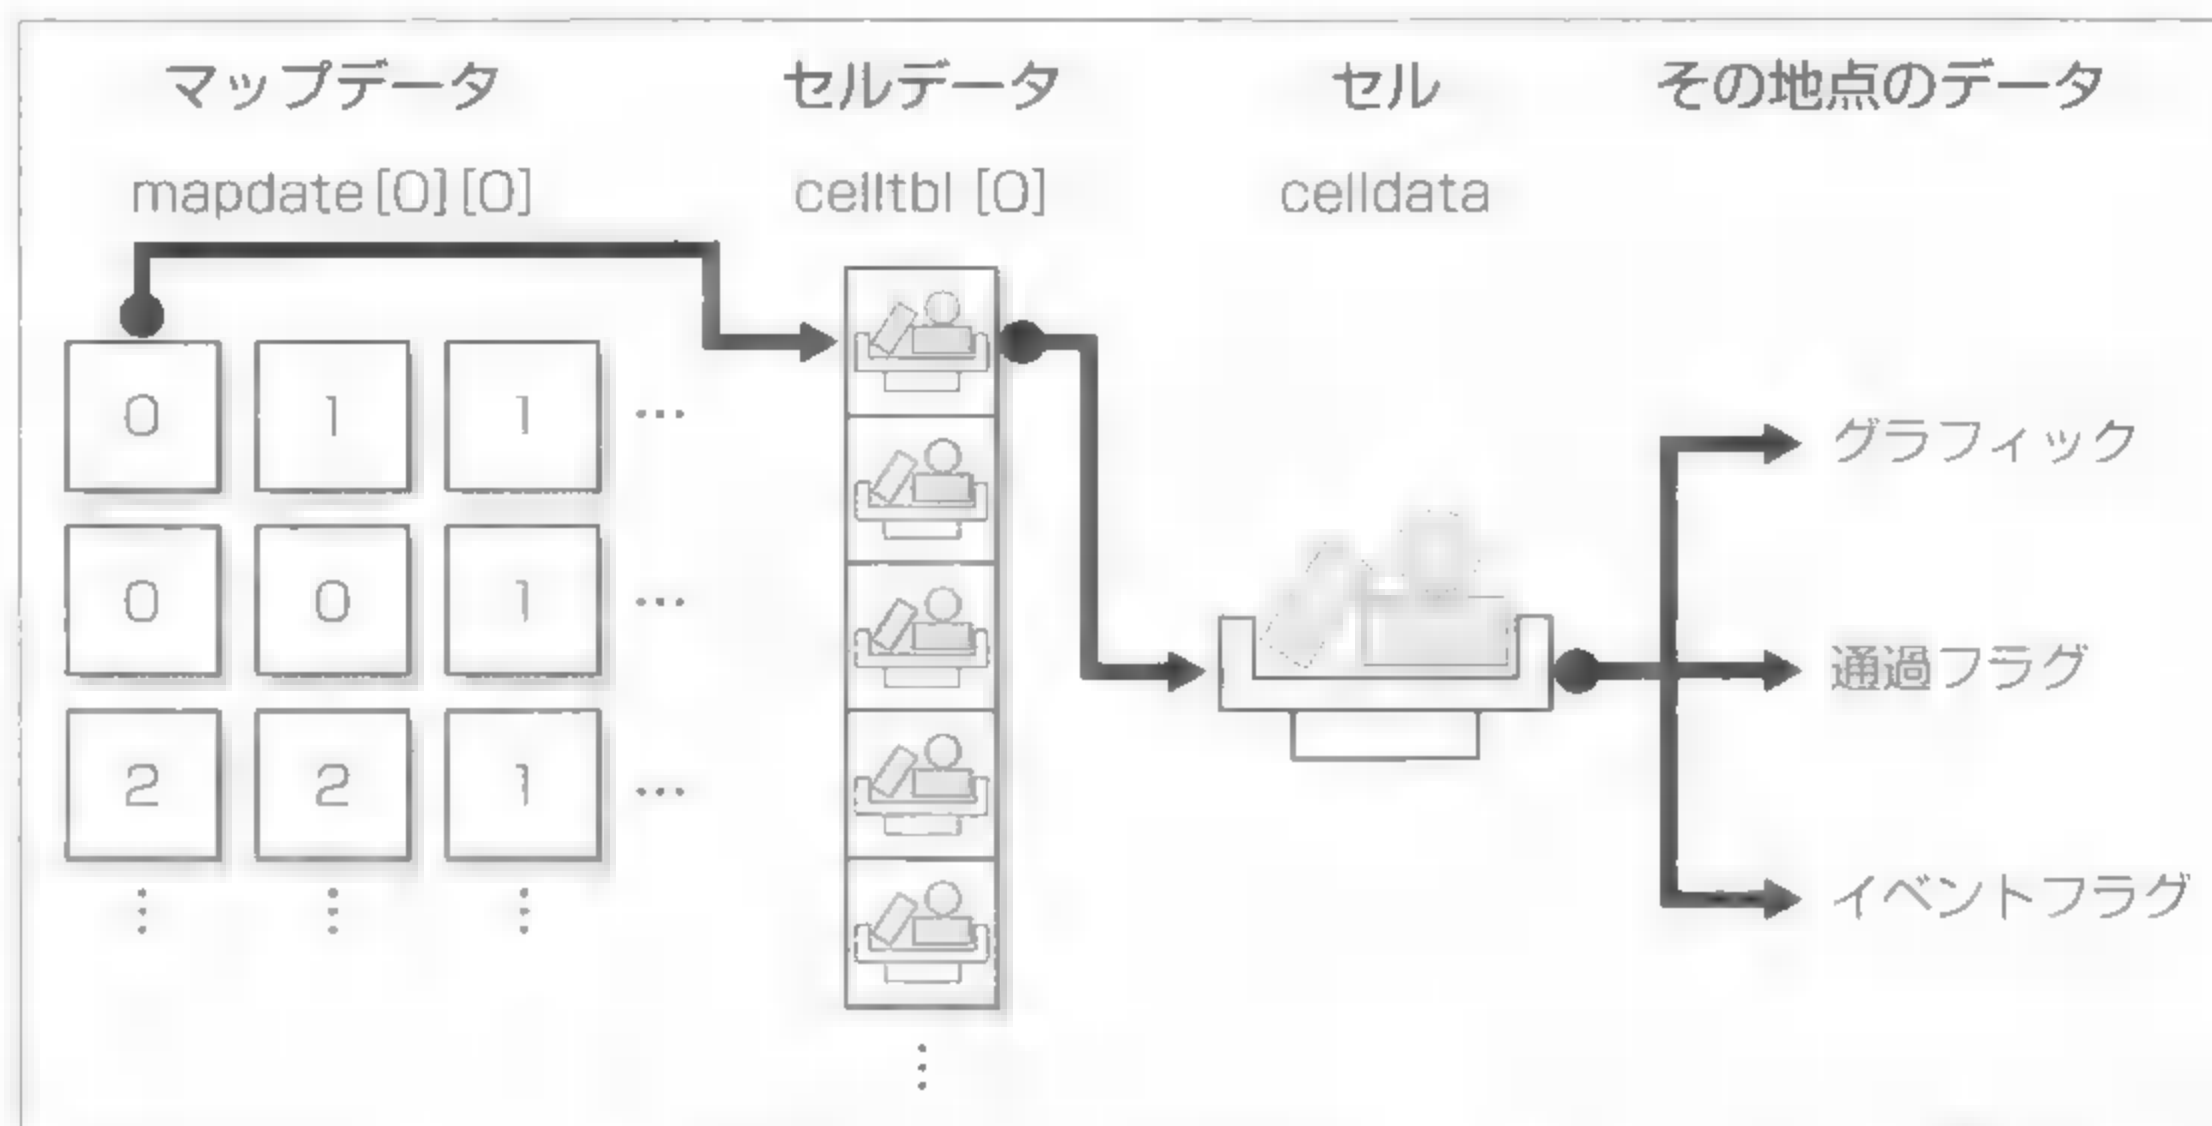 マップデータ
セルデータ
セル
その地点のデータ
mapdate[0][0]
celltbl [0]
celldata
0 1 1 …
0 0 1 …
2 2 1 …
⋮ ⋮ ⋮
⋮
グラフィック
通過フラグ
イベントフラグ